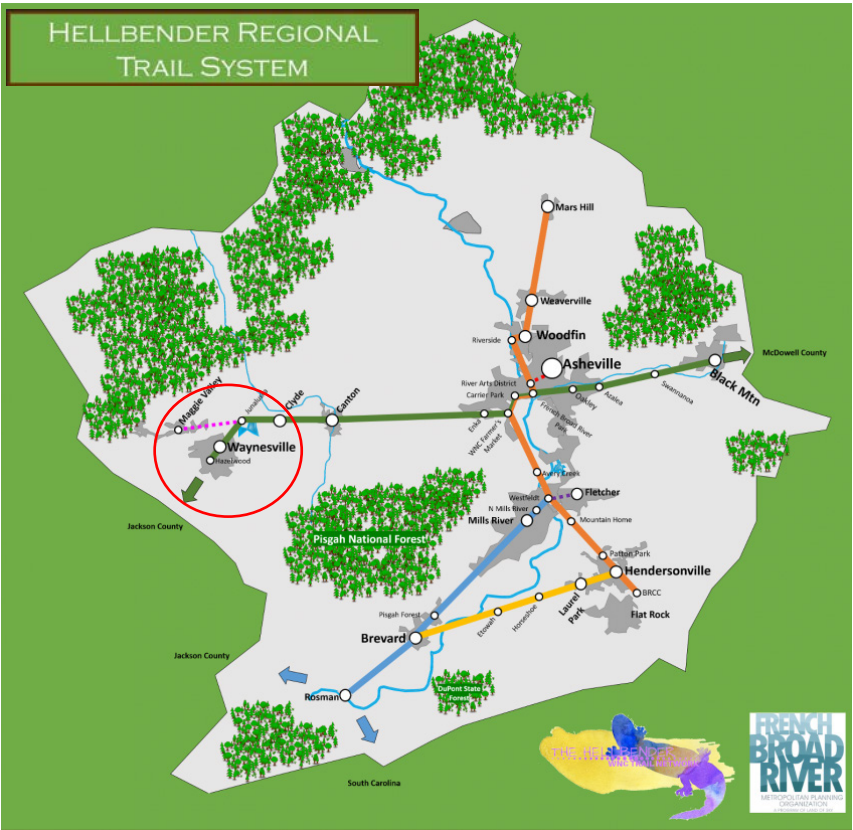 HELLBENDER REGIONAL
TRAIL SYSTEM
Mars Hill
Weaverville
Woodfin
Riverside
Asheville
McDowell County
River Arts District
Carrier Park
Black Mtn
Swannanoa
Azalea
Oakley
French Broad River
Park
Enka
WNC Farmer's
Market
Maggie Valley
Junaluska
Clyde
Canton
Waynesville
Hazelwood
Jackson County
Avery Creek
Westfeldt
Fletcher
N Mills River
Mills River
Mountain Home
Pisgah National Forest
Patton Park
Hendersonville
BRCC
Laurel
Park
Flat Rock
Horseshoe
Etowah
Pisgah Forest
Brevard
Jackson County
Rosman
DuPont State
Forest
South Carolina
THE HELLBENDER
FRENCH
BROAD
RIVER
METROPOLITAN PLANNING
ORGANIZATION